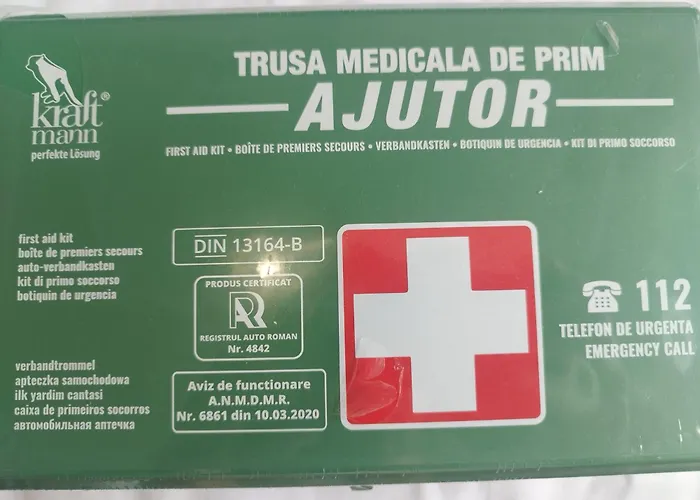 kraft®
mann
perfekte Lösung
TRUSA MEDICALA DE PRIM
AJUTOR
FIRST AID KIT • BOÎTE DE PREMIERS SECOURS • VERBANDKASTEN • BOTIQUIN DE URGENCIA • KIT DI PRIMO SOCCORSO
first aid kit
boîte de premiers secours
auto-verbandkasten
kit di primo soccorso
botiquin de urgencia
verbandtrommel
apteczka samochodowa
ilk yardim cantasi
caixa de primeiros socorros
автомобильная аптечка
DIN 13164-B
PRODUS CERTIFICAT
AR
REGISTRUL AUTO ROMAN
Nr. 4842
Aviz de functionare
A.N.M.D.M.R.
Nr. 6861 din 10.03.2020
112
TELEFON DE URGENTA
EMERGENCY CALL